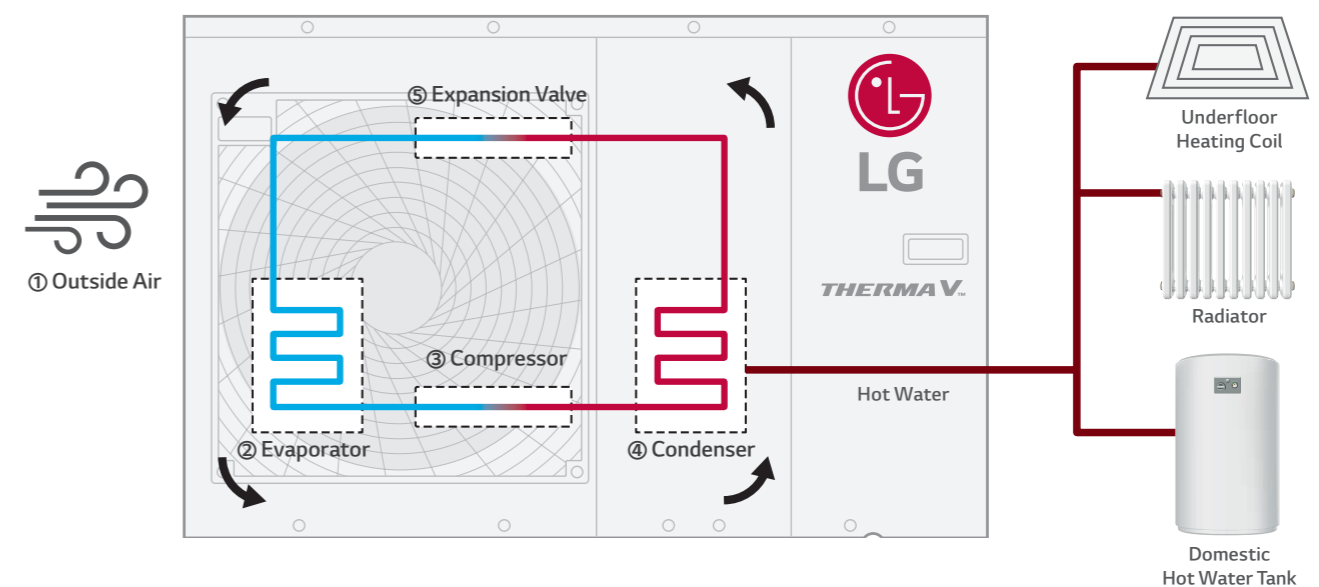 ⑤ Expansion Valve
LG
Underfloor
Heating Coil
① Outside Air
THERMA V™
Radiator
③ Compressor
Hot Water
② Evaporator
④ Condenser
Domestic
Hot Water Tank